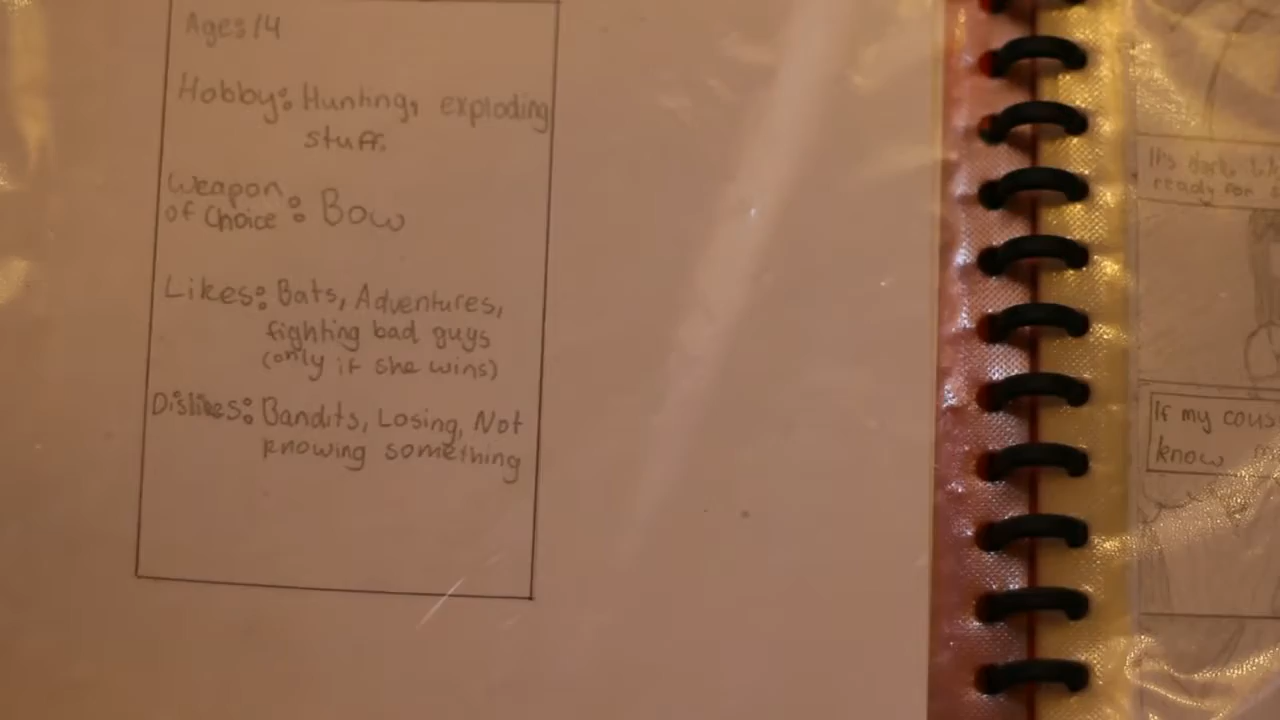 Ages 14
Hobby: Hunting, exploding
stuff.
Weapon
of Choice : Bow
Likes: Bats, Adventures,
fighting bad guys
(only if she wins)
Dislikes: Bandits, Losing, Not
knowing something
ready for
If my cous
know